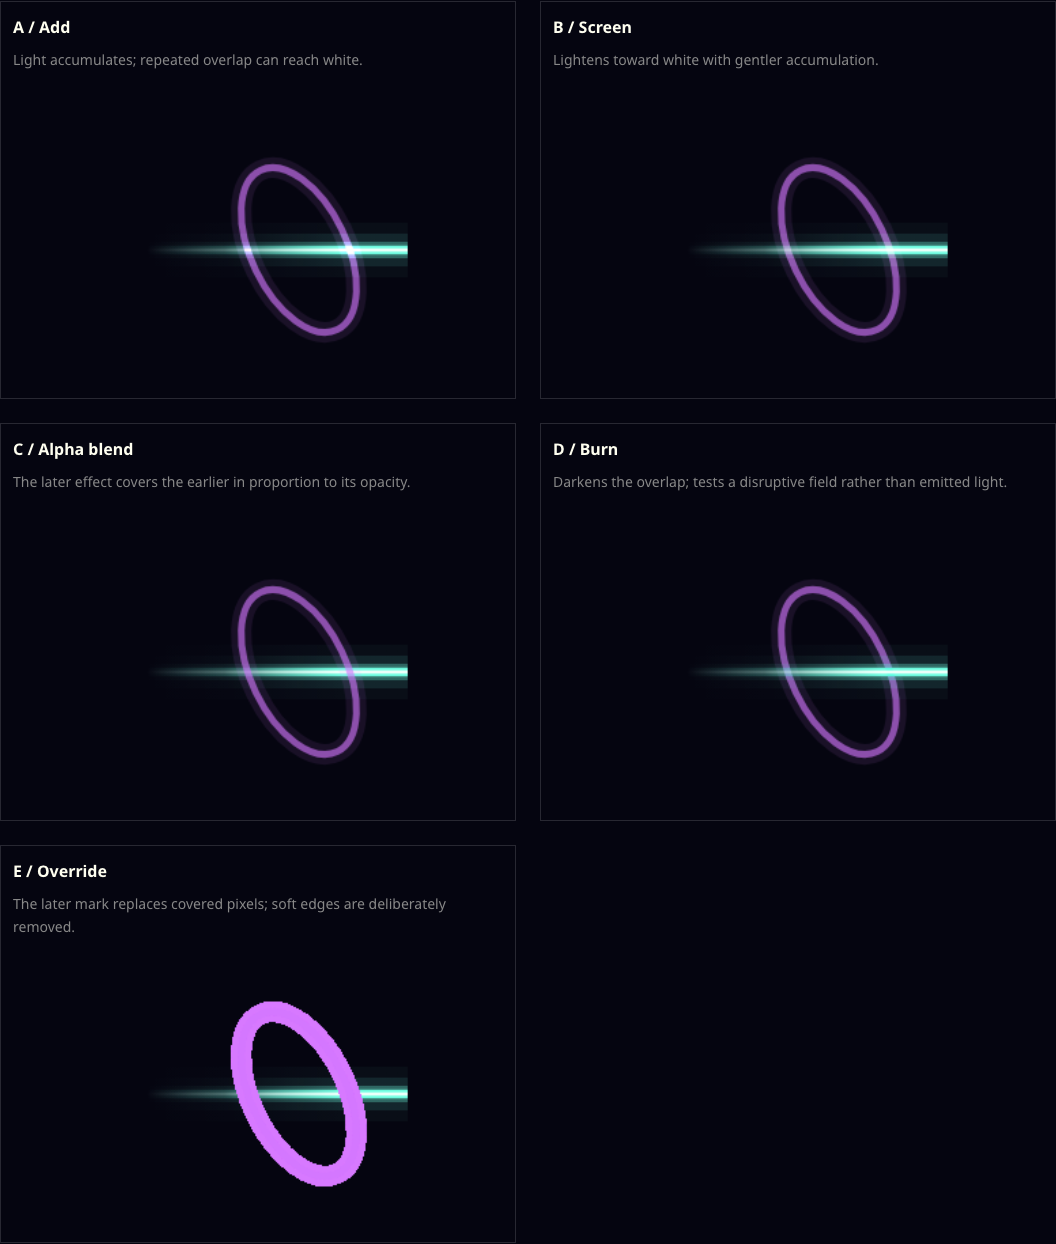 A / Add
Light accumulates; repeated overlap can reach white.
B / Screen
Lightens toward white with gentler accumulation.
C / Alpha blend
The later effect covers the earlier in proportion to its opacity.
D / Burn
Darkens the overlap; tests a disruptive field rather than emitted light.
E / Override
The later mark replaces covered pixels; soft edges are deliberately
removed.